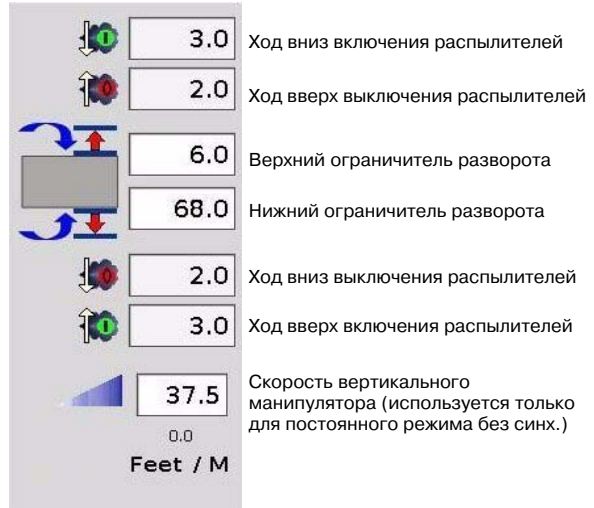 3.0 Ход вниз включения распылителей
2.0 Ход вверх выключения распылителей
6.0 Верхний ограничитель разворота
68.0 Нижний ограничитель разворота
2.0 Ход вниз выключения распылителей
3.0 Ход вверх включения распылителей
37.5 Скорость вертикального
манипулятора (используется только
для постоянного режима без синх.)
0.0
Feet / M